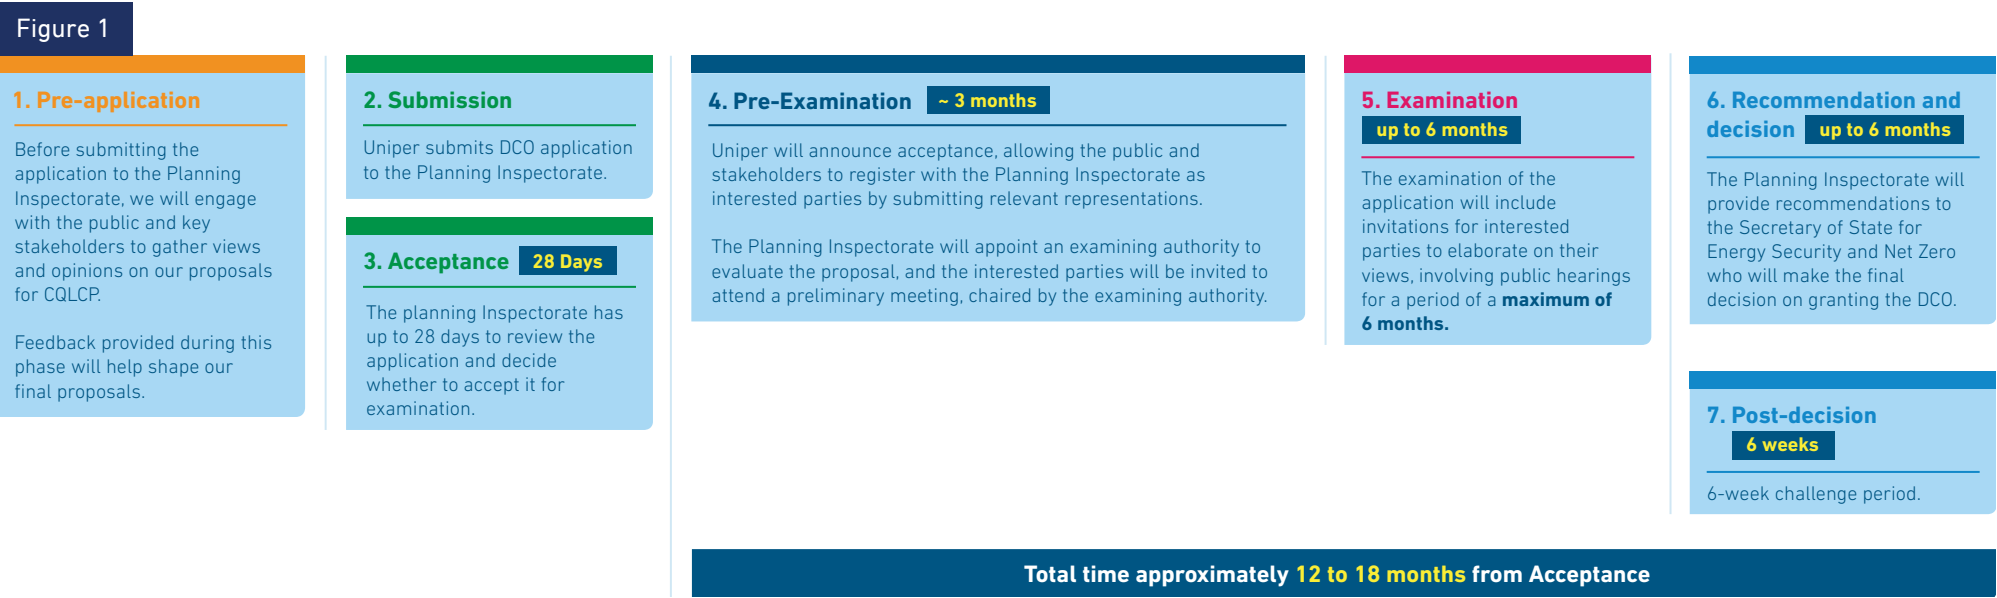 Figure 1
1. Pre-application
Before submitting the
application to the Planning
Inspectorate, we will engage
with the public and key
stakeholders to gather views
and opinions on our proposals
for CQLCP.
Feedback provided during this
phase will help shape our
final proposals.
2. Submission
Uniper submits DCO application
to the Planning Inspectorate.
3. Acceptance 28 Days
The planning Inspectorate has
up to 28 days to review the
application and decide
whether to accept it for
examination.
4. Pre-Examination ~ 3 months
Uniper will announce acceptance, allowing the public and
stakeholders to register with the Planning Inspectorate as
interested parties by submitting relevant representations.
The Planning Inspectorate will appoint an examining authority to
evaluate the proposal, and the interested parties will be invited to
attend a preliminary meeting, chaired by the examining authority.
5. Examination
up to 6 months
The examination of the
application will include
invitations for interested
parties to elaborate on their
views, involving public hearings
for a period of a maximum of
6 months.
6. Recommendation and
decision up to 6 months
The Planning Inspectorate will
provide recommendations to
the Secretary of State for
Energy Security and Net Zero
who will make the final
decision on granting the DCO.
7. Post-decision
6 weeks
6-week challenge period.
Total time approximately 12 to 18 months from Acceptance